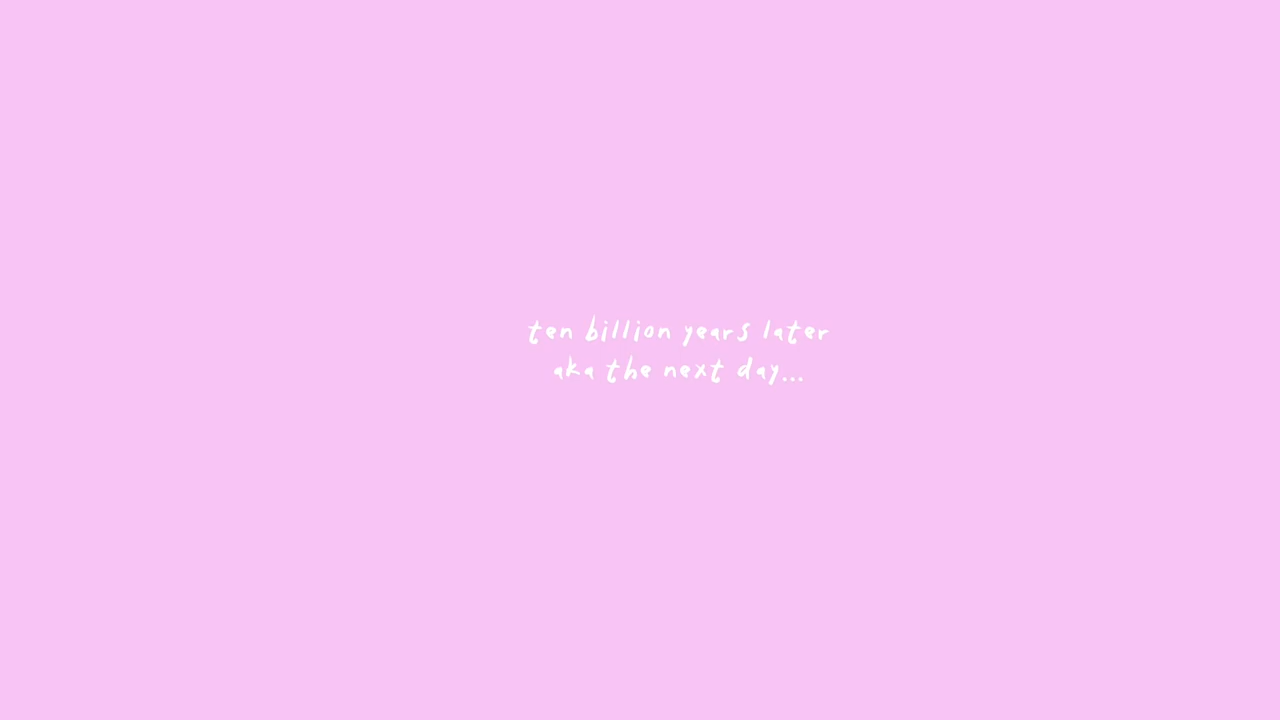 ten billion years later
aka the next day...